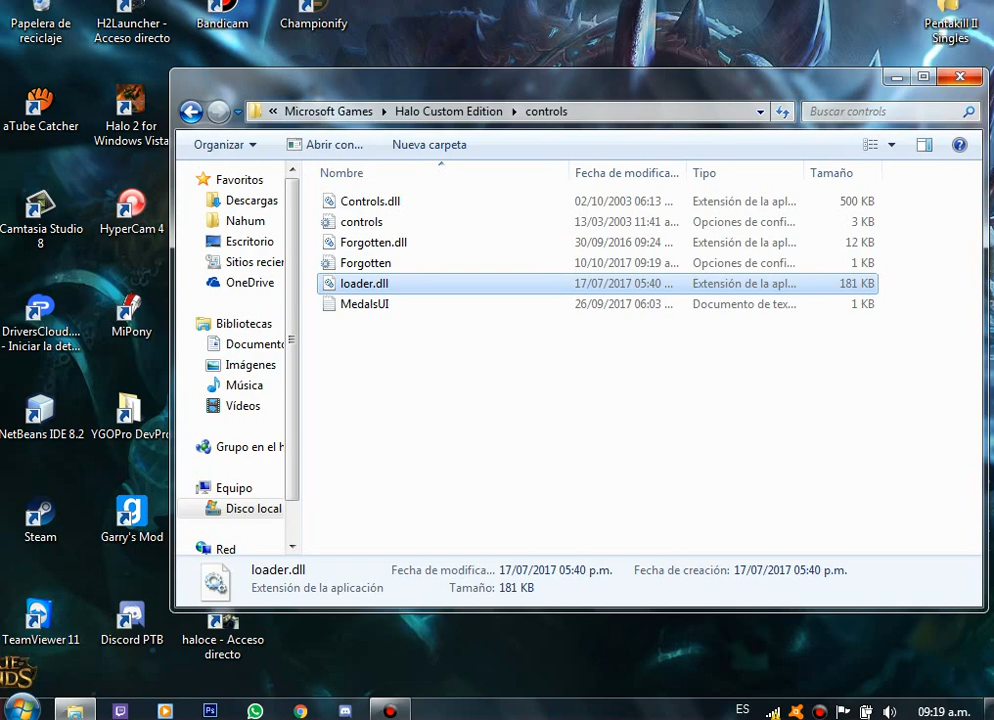 Papelera de
reciclaje
H2Launcher -
Acceso directo
Bandicam
Championify
Pentakill II
Singles
aTube Catcher
Halo 2 for
Windows Vista
Camtasia Studio
8
HyperCam 4
DriversCloud....
- Iniciar la det...
MiPony
NetBeans IDE 8.2
YGOPro DevPro
Steam
Garry's Mod
TeamViewer 11
Discord PTB
haloce - Acceso
directo
« Microsoft Games Halo Custom Edition controls
Buscar controls
Organizar Abrir con... Nueva carpeta
Favoritos
Descargas
Nahum
Escritorio
Sitios recien
OneDrive
Bibliotecas
Documento
Imágenes
Música
Vídeos
Grupo en el h
Equipo
Disco local
Red
Nombre Fecha de modifica... Tipo Tamaño
Controls.dll 02/10/2003 06:13 ... Extensión de la apl... 500 KB
controls 13/03/2003 11:41 a... Opciones de confi... 3 KB
Forgotten.dll 30/09/2016 09:24 ... Extensión de la apl... 12 KB
Forgotten 10/10/2017 09:19 a... Opciones de confi... 1 KB
loader.dll 17/07/2017 05:40 ... Extensión de la apl... 181 KB
MedalsUI 26/09/2017 06:03 ... Documento de tex... 1 KB
loader.dll Fecha de modifica... 17/07/2017 05:40 p.m. Fecha de creación: 17/07/2017 05:40 p.m.
Extensión de la aplicación Tamaño: 181 KB
Ps
ES
09:19 a.m.